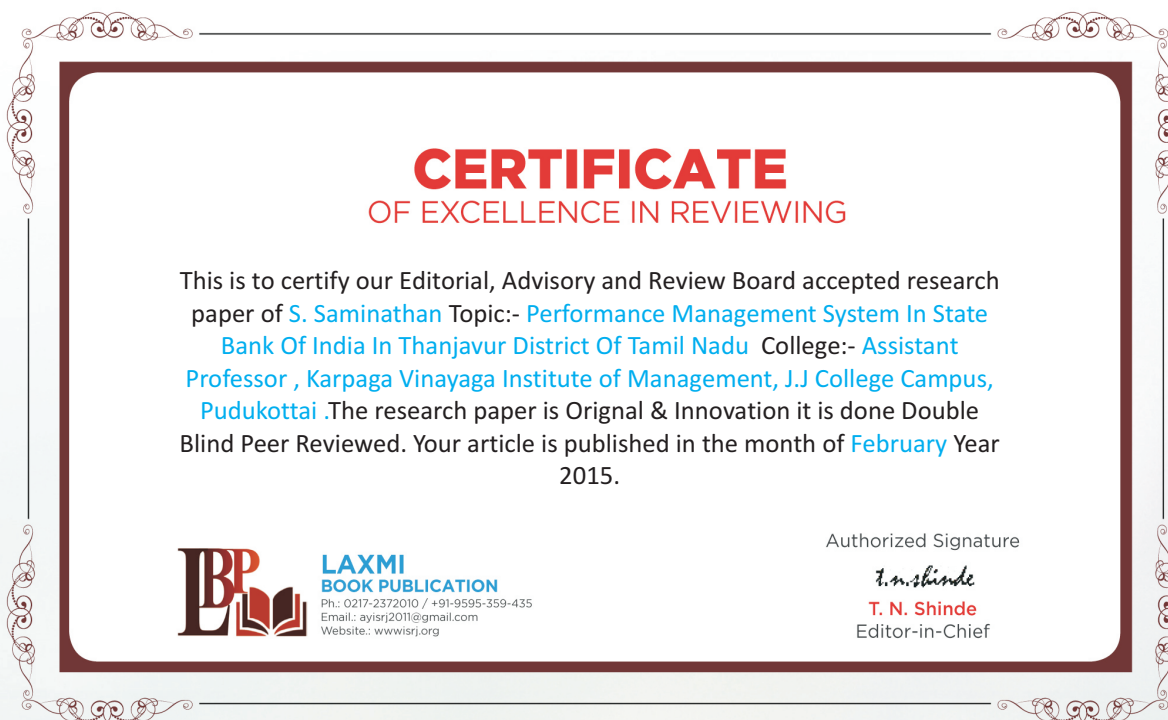 CERTIFICATE
OF EXCELLENCE IN REVIEWING
This is to certify our Editorial, Advisory and Review Board accepted research
paper of S. Saminathan Topic:- Performance Management System In State
Bank Of India In Thanjavur District Of Tamil Nadu College:- Assistant
Professor , Karpaga Vinayaga Institute of Management, J.J College Campus,
Pudukottai .The research paper is Orignal & Innovation it is done Double
Blind Peer Reviewed. Your article is published in the month of February Year
2015.
LBP
LAXMI
BOOK PUBLICATION
Ph.: 0217-2372010 / +91-9595-359-435
Email.: ayisrj2011@gmail.com
Website.: wwwisrj.org
Authorized Signature
t.n.shinde
T. N. Shinde
Editor-in-Chief